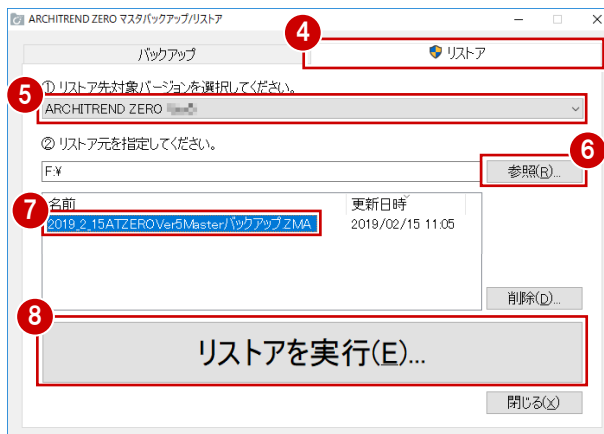 ARCHITREND ZERO マスタバックアップ/リストア
4
バックアップ
リストア
① リストア先対象バージョンを選択してください。
5
ARCHITREND ZERO
② リストア元を指定してください。
6
F:¥
参照(R)...
名前
更新日時
7
2019_2_15ATZEROVer5Masterバックアップ.ZMA
2019/02/15 11:05
削除(D)...
8
リストアを実行(E)...
閉じる(X)